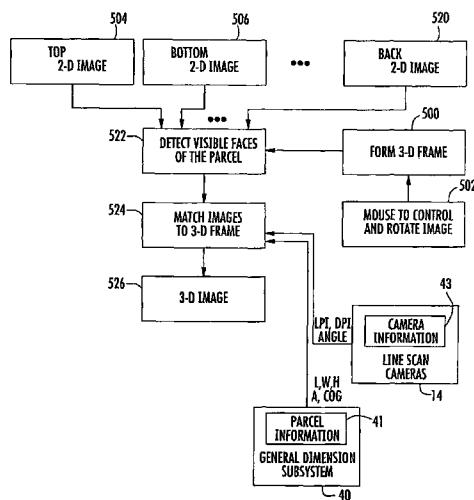 504
506
520
TOP
2-D IMAGE
BOTTOM
2-D IMAGE
BACK
2-D IMAGE
500
522
DETECT VISIBLE FACES
OF THE PARCEL
FORM 3-D FRAME
502
524
MATCH IMAGES
TO 3-D FRAME
MOUSE TO CONTROL
AND ROTATE IMAGE
526
3-D IMAGE
43
LPI, DPI
ANGLE
CAMERA
INFORMATION
LINE SCAN
CAMERAS
14
L,W,H
A, COG
PARCEL
INFORMATION
41
GENERAL DIMENSION
SUBSYSTEM
40